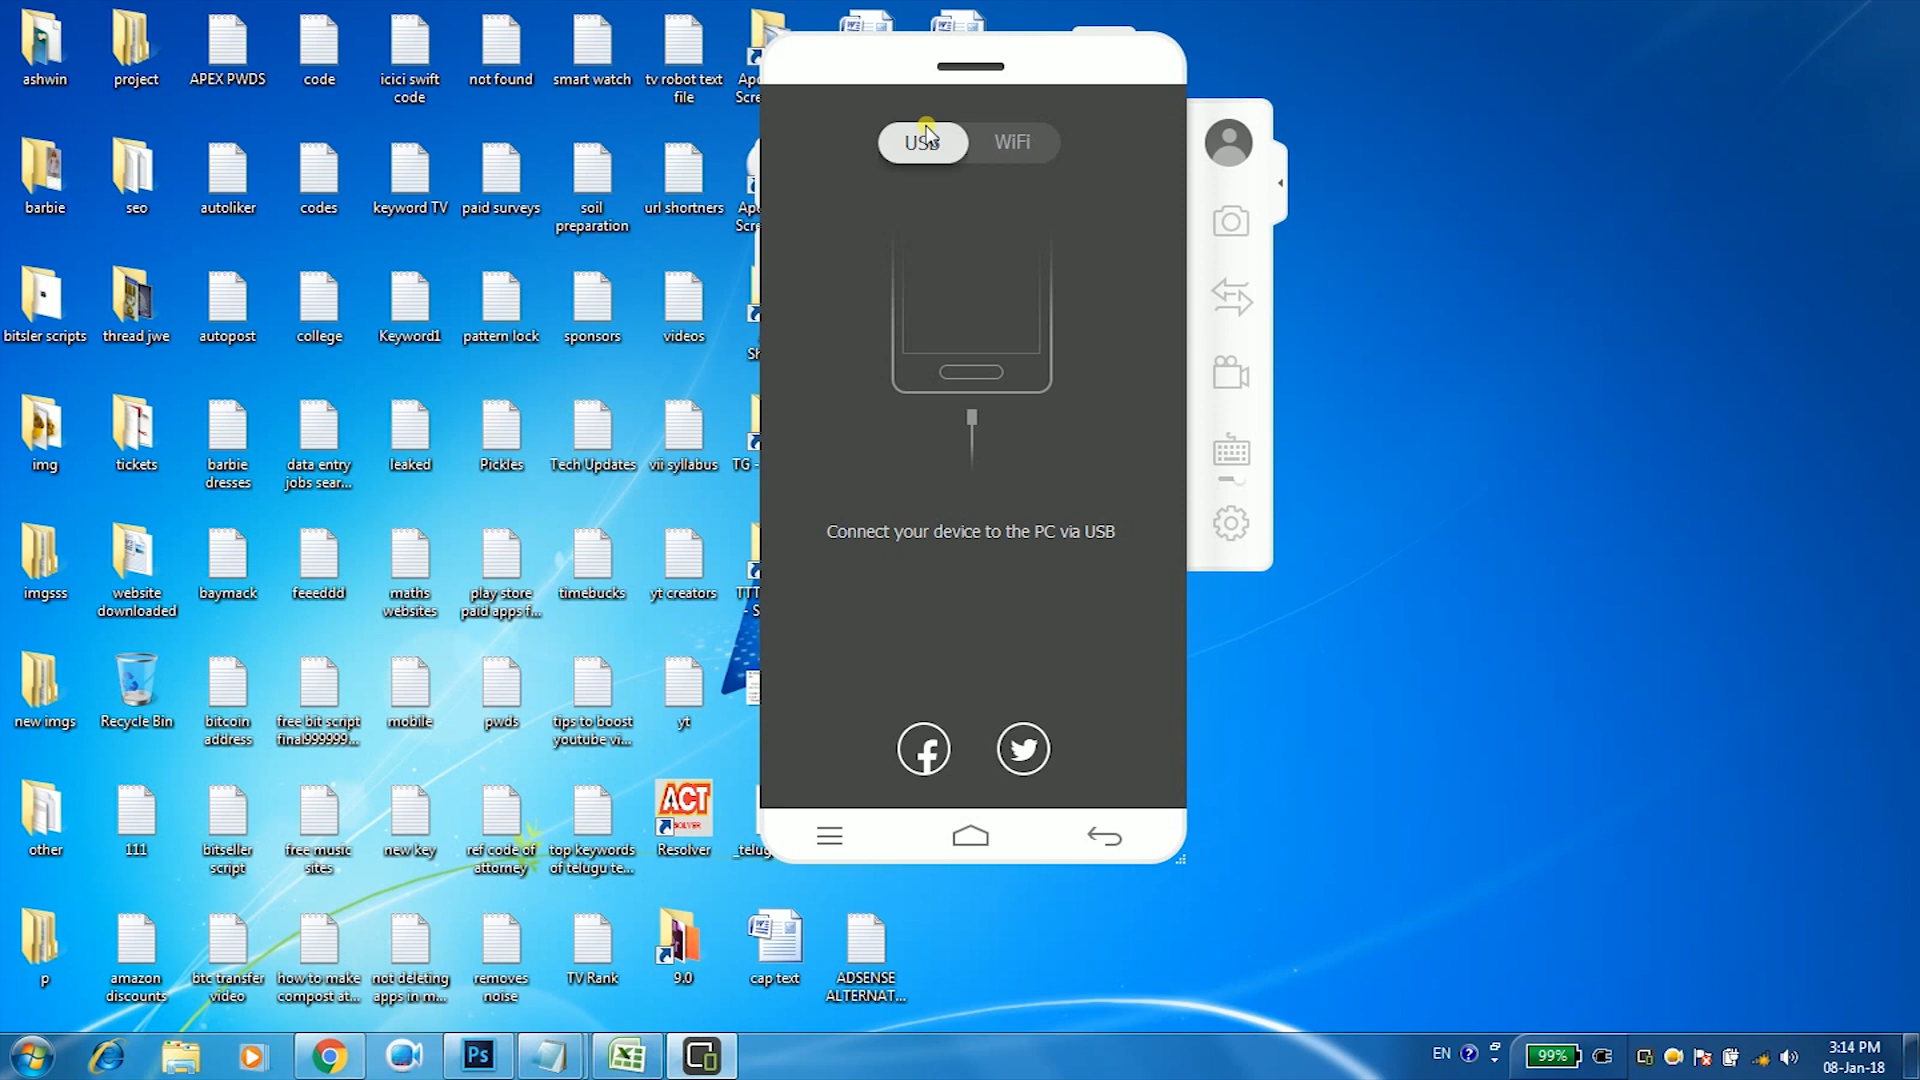 ashwin
project
APEX PWDS
code
icici swift
code
not found
smart watch
tv robot text
file
barbie
seo
autoliker
codes
keyword TV
paid surveys
soil
preparation
url shortners
bitsler scripts
thread jwe
autopost
college
Keyword1
pattern lock
sponsors
videos
img
tickets
barbie
dresses
data entry
jobs sear...
leaked
Pickles
Tech Updates
vii syllabus
TG -
imgsss
website
downloaded
baymack
feeeddd
maths
websites
play store
paid apps f...
timebucks
yt creators
new imgs
Recycle Bin
bitcoin
address
free bit script
final999999...
mobile
pwds
tips to boost
youtube vi...
yt
other
111
bitseller
script
free music
sites
new key
ref code of
attorney
top keywords
of telugu te...
ACT
Resolver
p
amazon
discounts
btc transfer
video
how to make
compost at...
not deleting
apps in m...
removes
noise
TV Rank
9.0
cap text
ADSENSE
ALTERNAT...
USB
WiFi
Connect your device to the PC via USB
Ps
EN
99%
3:14 PM
08-Jan-18